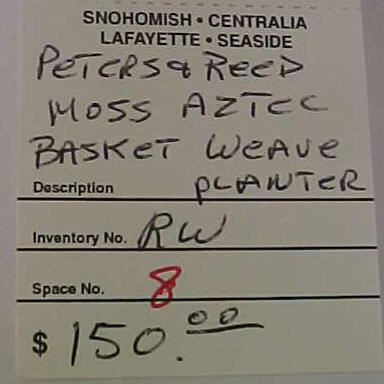 SNOHOMISH • CENTRALIA
LAFAYETTE • SEASIDE
PETERS & REED
MOSS AZTEC
BASKET WEAVE
Description PLANTER
Inventory No. RW
Space No. 8
$ 150.00